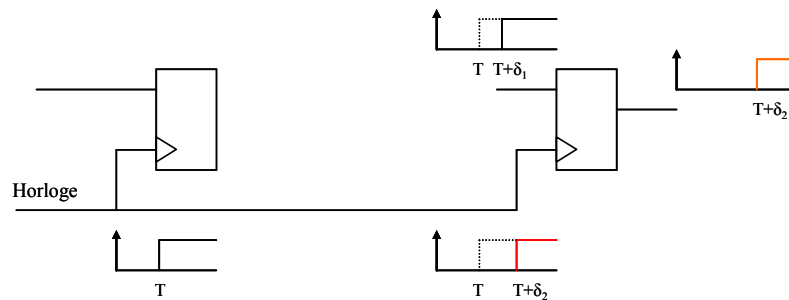 T T+δ₁
T+δ₂
Horloge
T
T T+δ₂